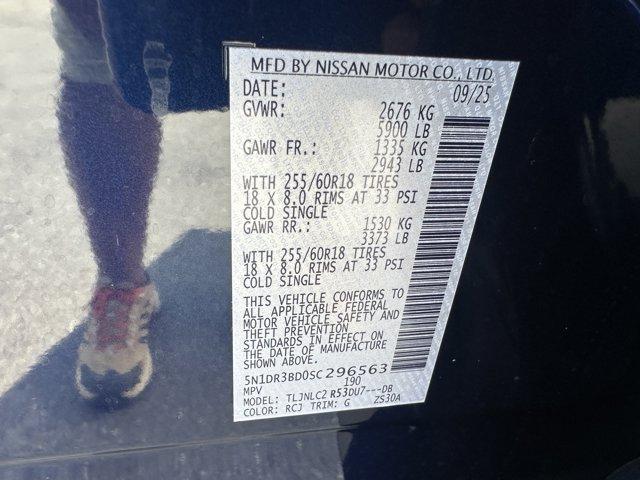 MFD BY NISSAN MOTOR CO., LTD.
DATE: 09/25
GVWR: 2676 KG
5900 LB
GAWR FR.: 1335 KG
2943 LB
WITH 255/60R18 TIRES
18 X 8.0 RIMS AT 33 PSI
COLD SINGLE
GAWR RR.: 1530 KG
3373 LB
WITH 255/60R18 TIRES
18 X 8.0 RIMS AT 33 PSI
COLD SINGLE
THIS VEHICLE CONFORMS TO
ALL APPLICABLE FEDERAL
MOTOR VEHICLE SAFETY AND
THEFT PREVENTION
STANDARDS IN EFFECT ON
THE DATE OF MANUFACTURE
SHOWN ABOVE.
5N1DR3BD0SC296563
MPV 190
MODEL: TLJNLC2 R53DU7---DB
COLOR: RCJ TRIM: G ZS30A